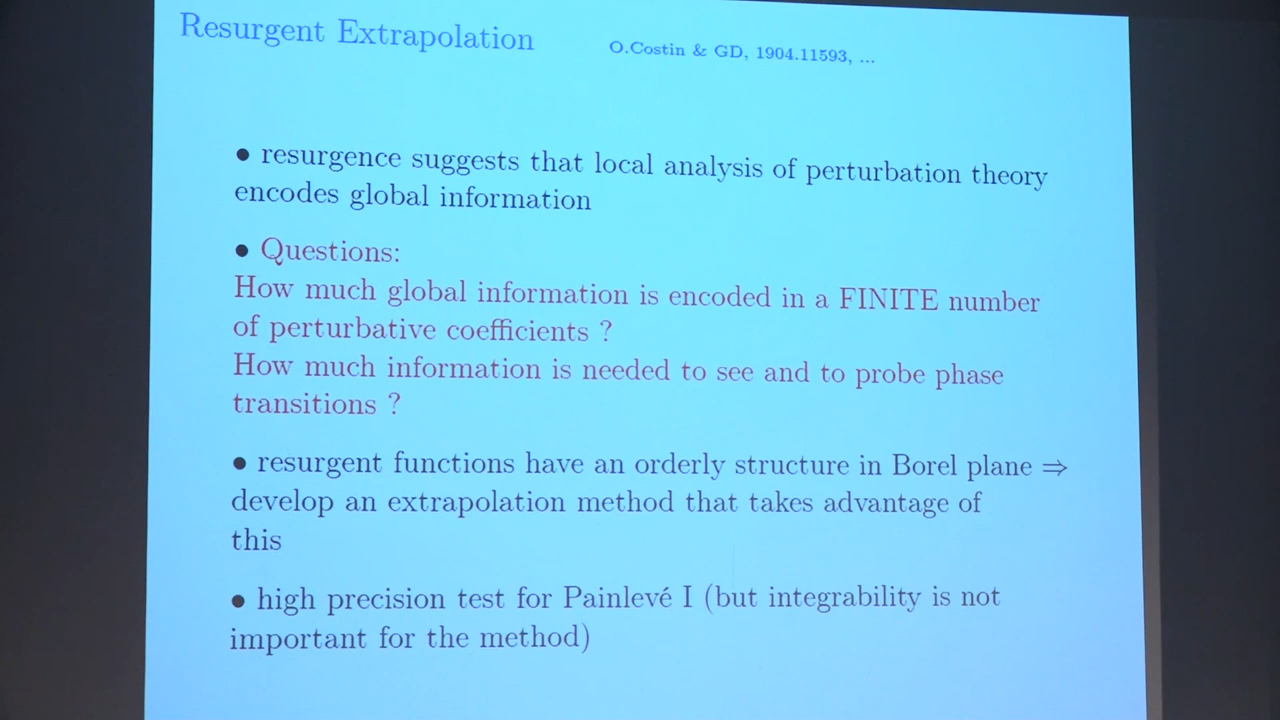 Resurgent Extrapolation
O.Costin & GD, 1904.11593, ...
• resurgence suggests that local analysis of perturbation theory
encodes global information
• Questions:
How much global information is encoded in a FINITE number
of perturbative coefficients ?
How much information is needed to see and to probe phase
transitions ?
• resurgent functions have an orderly structure in Borel plane ⇒
develop an extrapolation method that takes advantage of
this
• high precision test for Painlevé I (but integrability is not
important for the method)